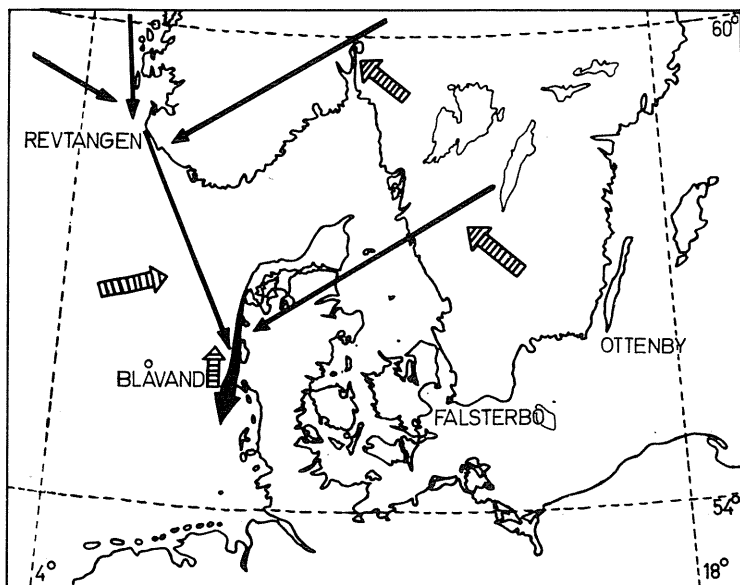 60°
REVTANGEN
OTTENBY
BLÅVAND
FALSTERBO
54°
4°
18°